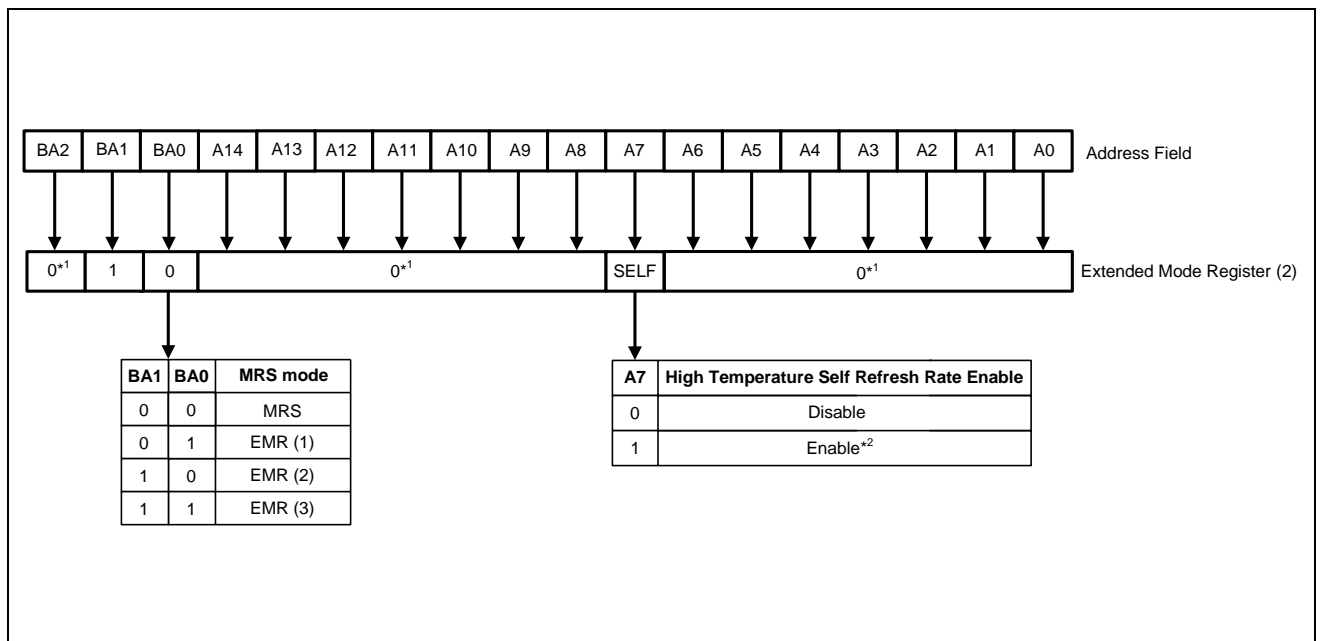 BA2 BA1 BA0 A14 A13 A12 A11 A10 A9 A8 A7 A6 A5 A4 A3 A2 A1 A0 Address Field
0*1 1 0 0*1 SELF 0*1 Extended Mode Register (2)
BA1 BA0 MRS mode
0 0 MRS
0 1 EMR (1)
1 0 EMR (2)
1 1 EMR (3)
A7 High Temperature Self Refresh Rate Enable
0 Disable
1 Enable*2